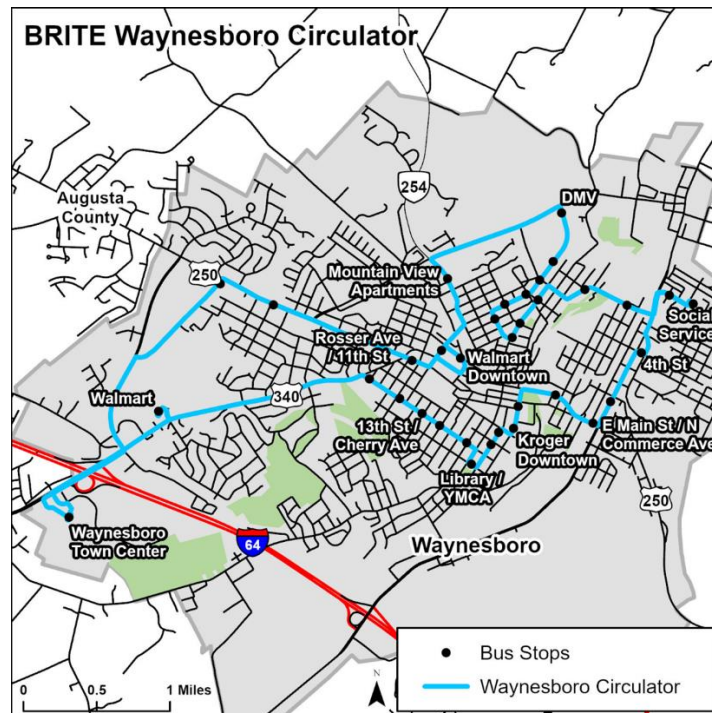 BRITE Waynesboro Circulator
254
DMV
Augusta
County
250
Mountain View
Apartments
Social
Service
Rosser Ave
/ 11th St
Walmart
Downtown
4th St
Walmart
340
13th St /
Cherry Ave
E Main St / N
Commerce Ave
Kroger
Downtown
Library /
YMCA
250
Waynesboro
Town Center
64
Waynesboro
N
Bus Stops
Waynesboro Circulator
0 0.5 1 Miles